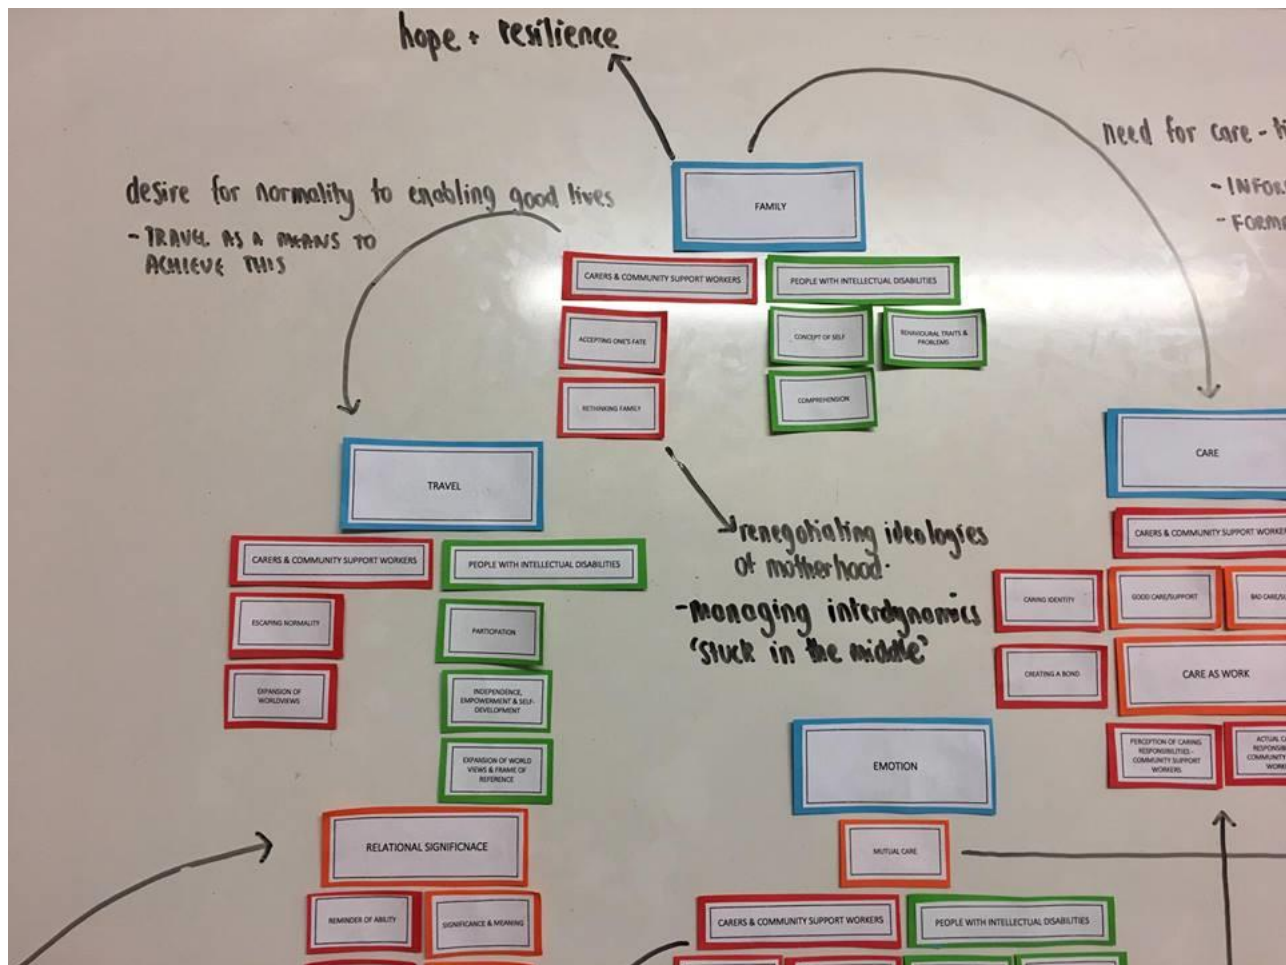 hope + resilience
need for care -
desire for normality to enabling good lives
- TRAVEL AS A MEANS TO
ACHIEVE THIS
FAMILY
CARERS & COMMUNITY SUPPORT WORKERS
PEOPLE WITH INTELLECTUAL DISABILITIES
ACCEPTING ONE'S FATE
CONCEPT OF SELF
BEHAVIOURAL TRAITS &
PROBLEMS
RETHINKING FAMILY
COMPREHENSION
TRAVEL
CARERS & COMMUNITY SUPPORT WORKERS
PEOPLE WITH INTELLECTUAL DISABILITIES
ESCAPING NORMALITY
PARTICIPATION
EXPANSION OF
WORLDVIEWS
INDEPENDENCE,
EMPOWERMENT & SELF-
DEVELOPMENT
EXPANSION OF WORLD
VIEWS & FRAME OF
REFERENCE
renegotiating ideologies
of motherhood.
- managing interdynamics
'stuck in the middle'
CARE
CARERS & COMMUNITY SUPPORT WORKERS
CARING IDENTITY
GOOD CARE/SUPPORT
BAD
CREATING A BOND
CARE AS WORK
PERCEPTION OF CARING
RESPONSIBILITIES -
COMMUNITY SUPPORT
WORKERS
ACTUAL
COMMUNITY
RELATIONAL SIGNIFICNACE
REMINDER OF ABILITY
SIGNIFICANCE & MEANING
EMOTION
MUTUAL CARE
CARERS & COMMUNITY SUPPORT WORKERS
PEOPLE WITH INTELLECTUAL DISABILITIES